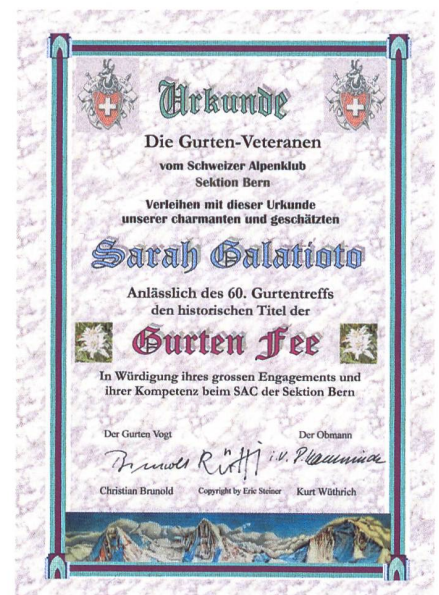 Urkunde
Die Gurten-Veteranen
vom Schweizer Alpenklub
Sektion Bern
Verleihen mit dieser Urkunde
unserer charmanten und geschätzten
Sarah Galatioto
Anlässlich des 60. Gurtentreffs
den historischen Titel der
Gurten Fee
In Würdigung ihres grossen Engagements und
ihrer Kompetenz beim SAC der Sektion Bern
Der Gurten Vogt Der Obmann
i.V.
Christian Brunold Copyright by Eric Steiner Kurt Wüthrich